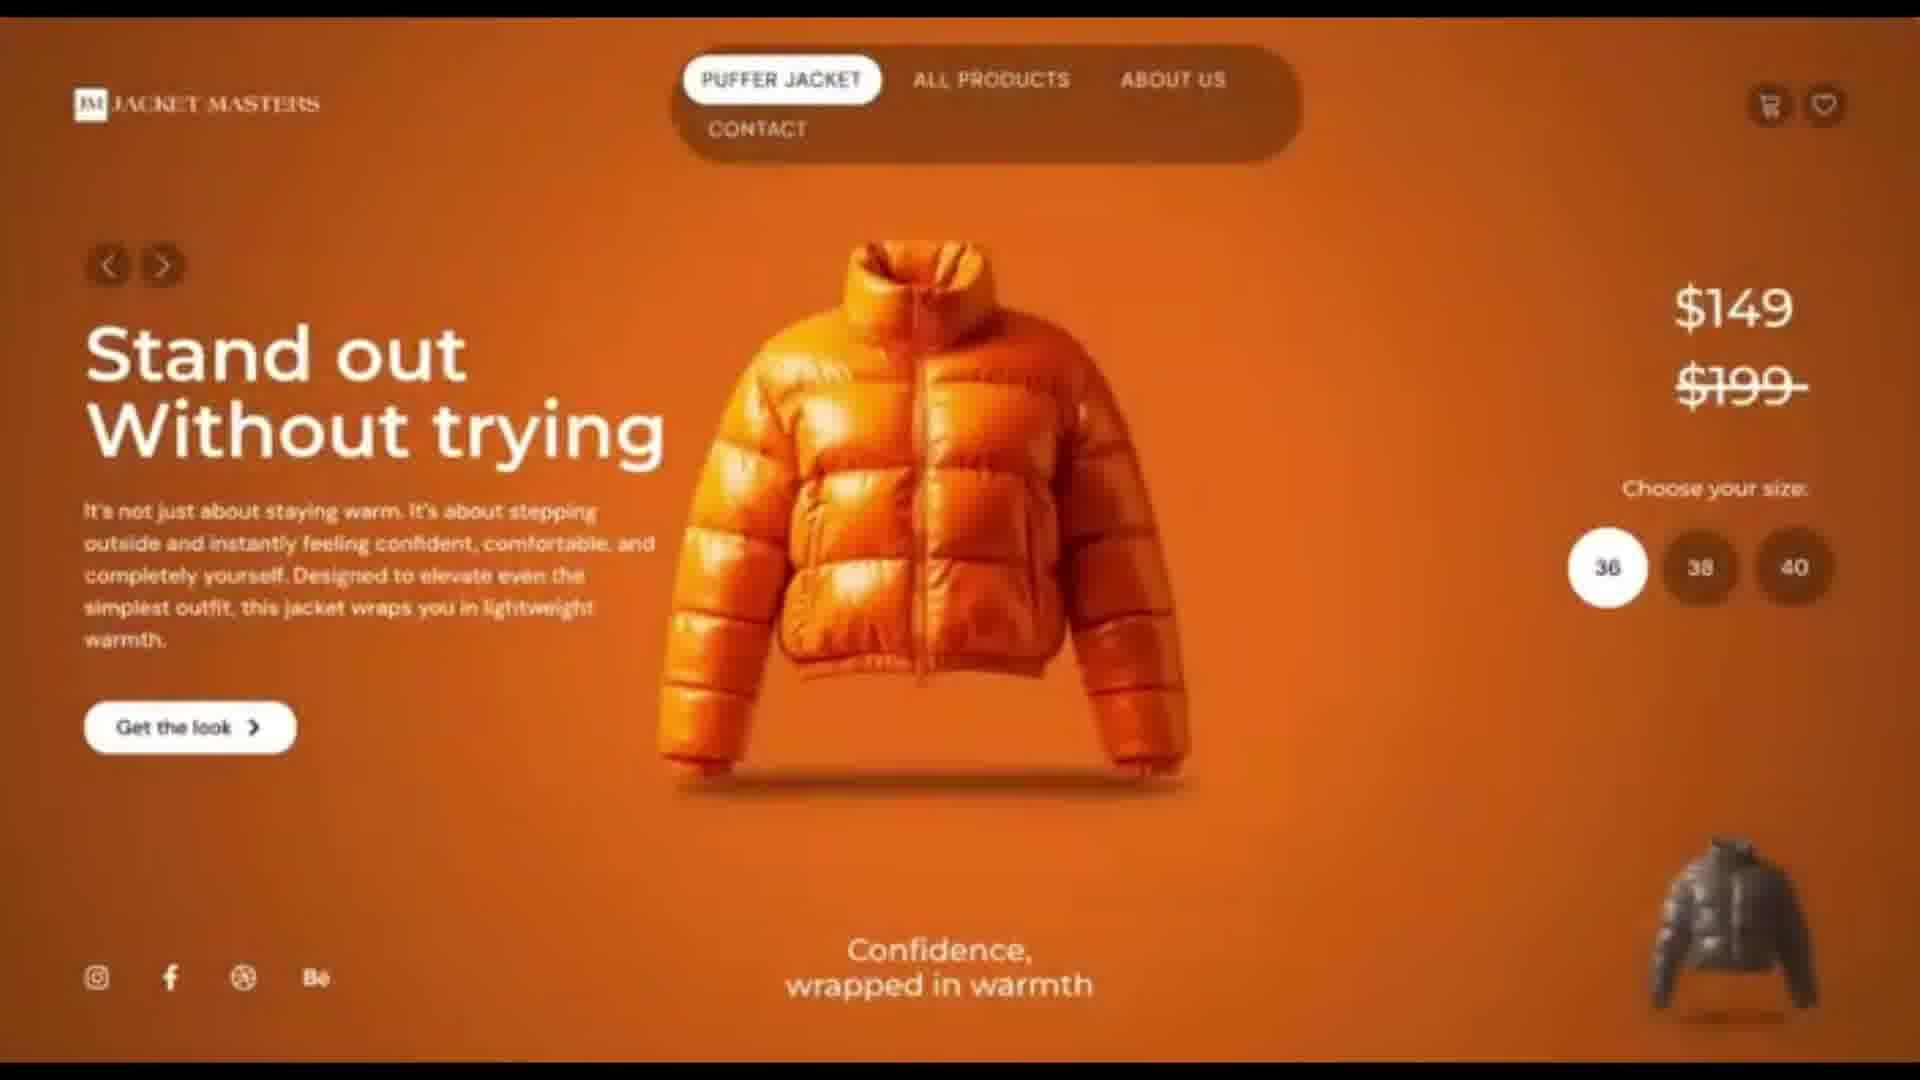 JM JACKET MASTERS
PUFFER JACKET ALL PRODUCTS ABOUT US
CONTACT
Stand out
Without trying
It's not just about staying warm. It's about stepping
outside and instantly feeling confident, comfortable, and
completely yourself. Designed to elevate even the
simplest outfit, this jacket wraps you in lightweight
warmth.
Get the look
$149
$199
Choose your size:
36 38 40
Confidence,
wrapped in warmth
Bē